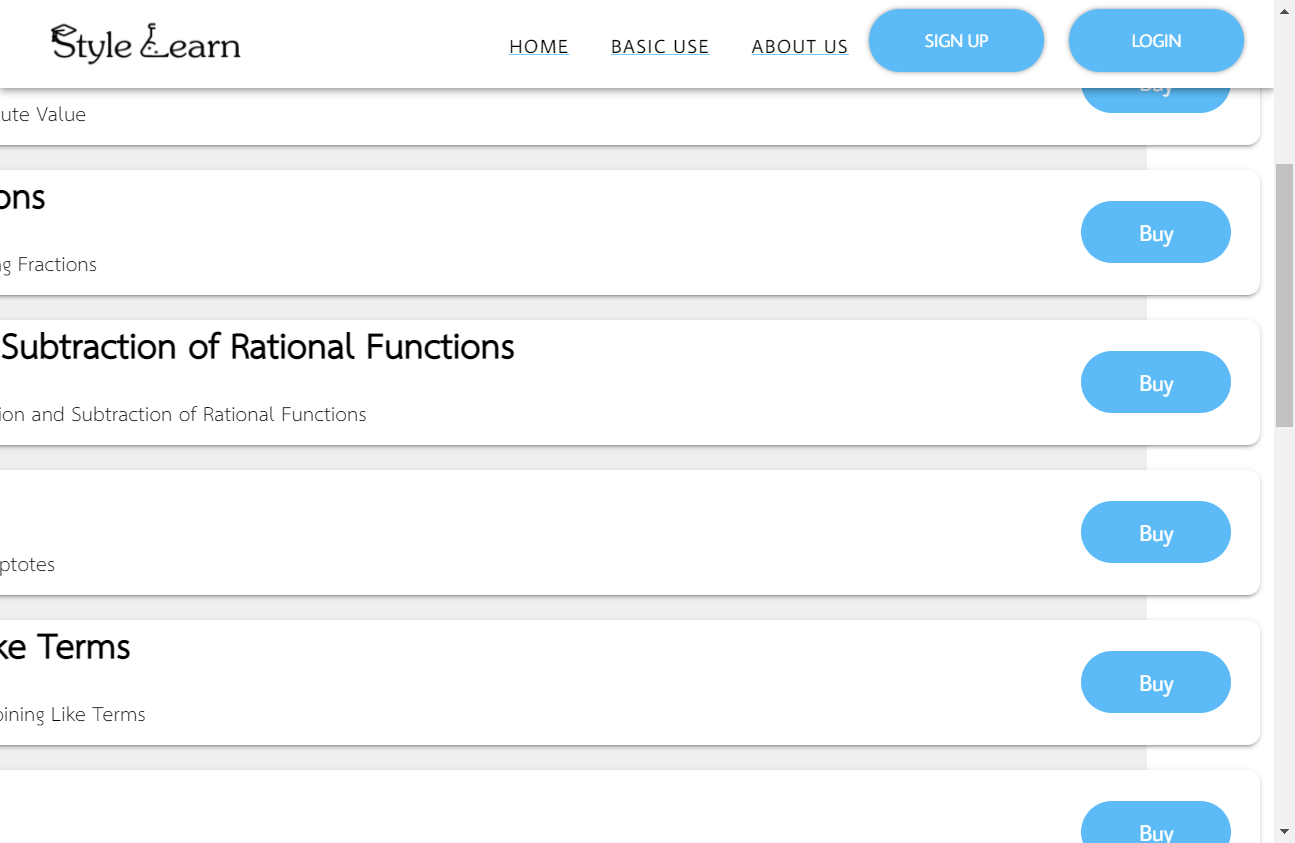 Style Learn
HOME
BASIC USE
ABOUT US
SIGN UP
LOGIN
Buy
ute Value
ons
Buy
g Fractions
Subtraction of Rational Functions
Buy
ion and Subtraction of Rational Functions
Buy
ptotes
ke Terms
Buy
ining Like Terms
Buy